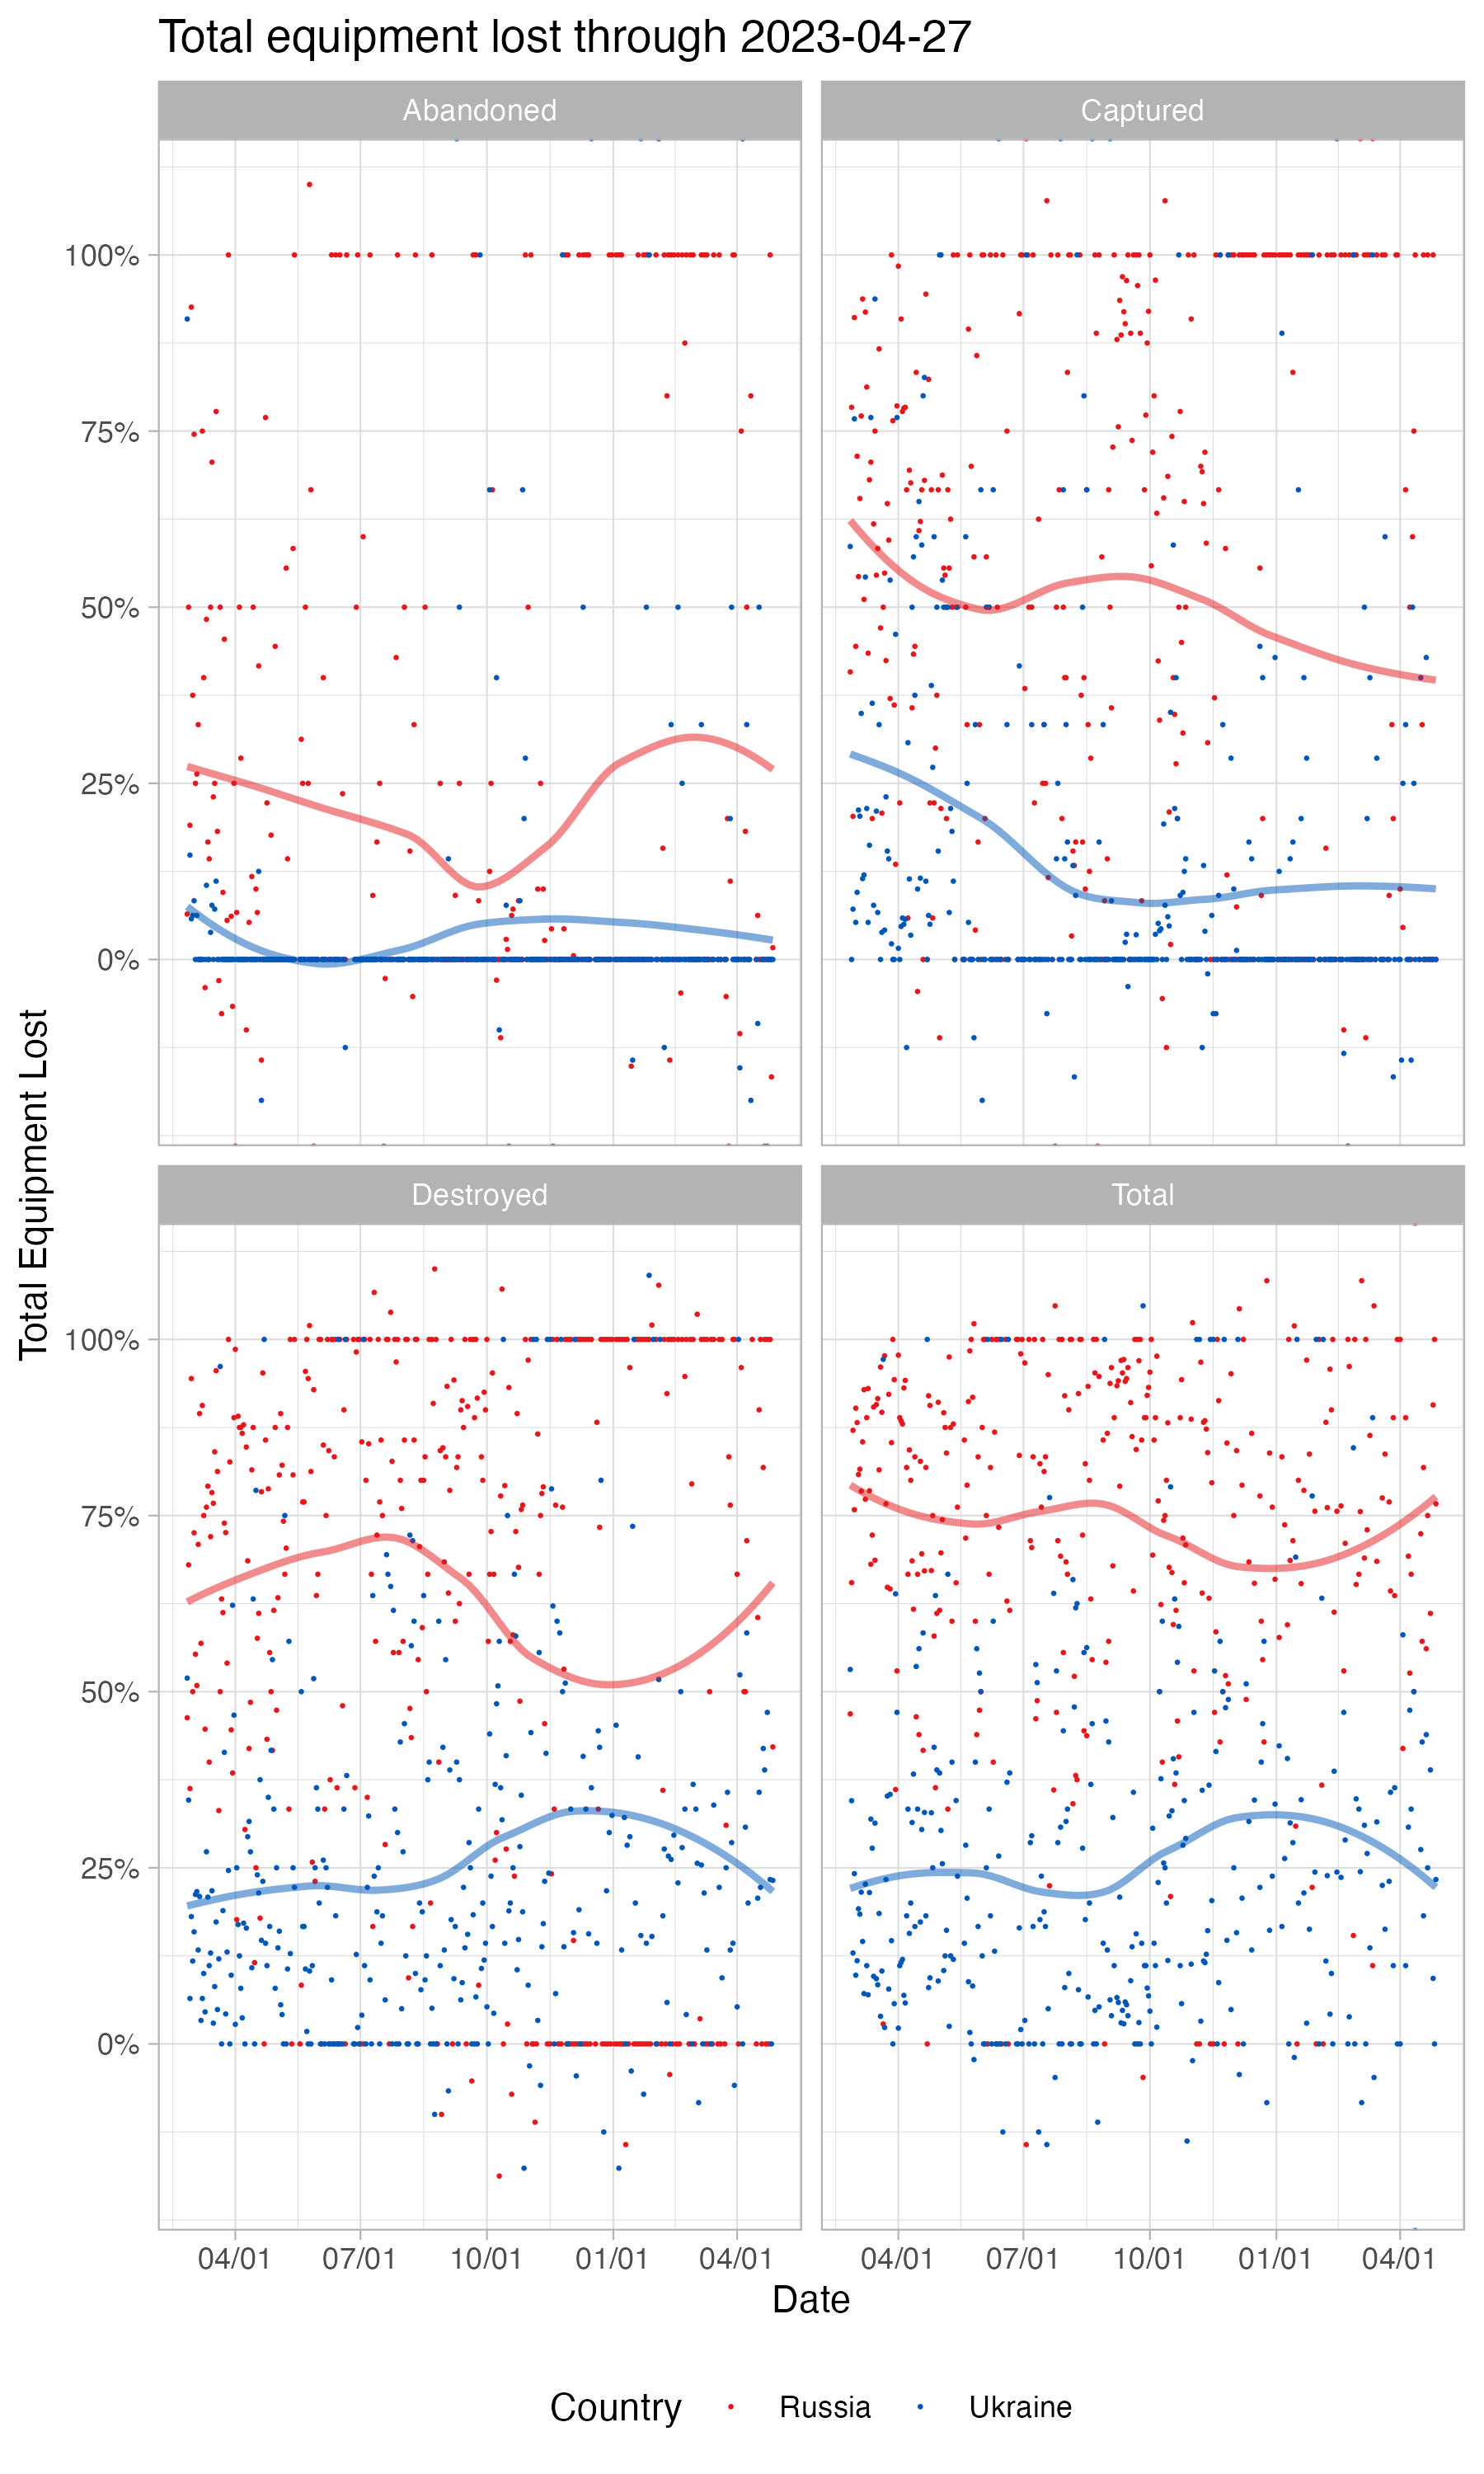 Total equipment lost through 2023-04-27
Abandoned
Captured
100%
75%
50%
25%
0%
Destroyed
Total
100%
75%
50%
25%
0%
Total Equipment Lost
04/01 07/01 10/01 01/01 04/01
04/01 07/01 10/01 01/01 04/01
Date
Country Russia Ukraine